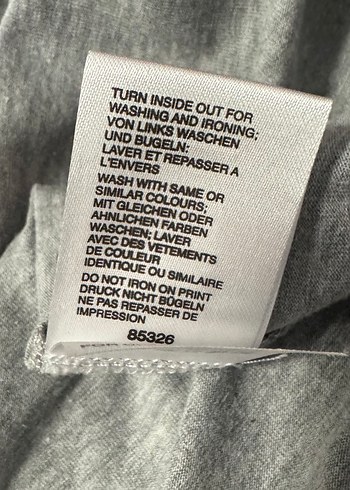 TURN INSIDE OUT FOR
WASHING AND IRONING;
VON LINKS WASCHEN
UND BUGELN;
LAVER ET REPASSER A
L'ENVERS
WASH WITH SAME OR
SIMILAR COLOURS;
MIT GLEICHEN ODER
AHNLICHEN FARBEN
WASCHEN; LAVER
AVEC DES VETEMENTS
DE COULEUR
IDENTIQUE OU SIMILAIRE
DO NOT IRON ON PRINT
DRUCK NICHT BÜGELN
NE PAS REPASSER DE
IMPRESSION
85326